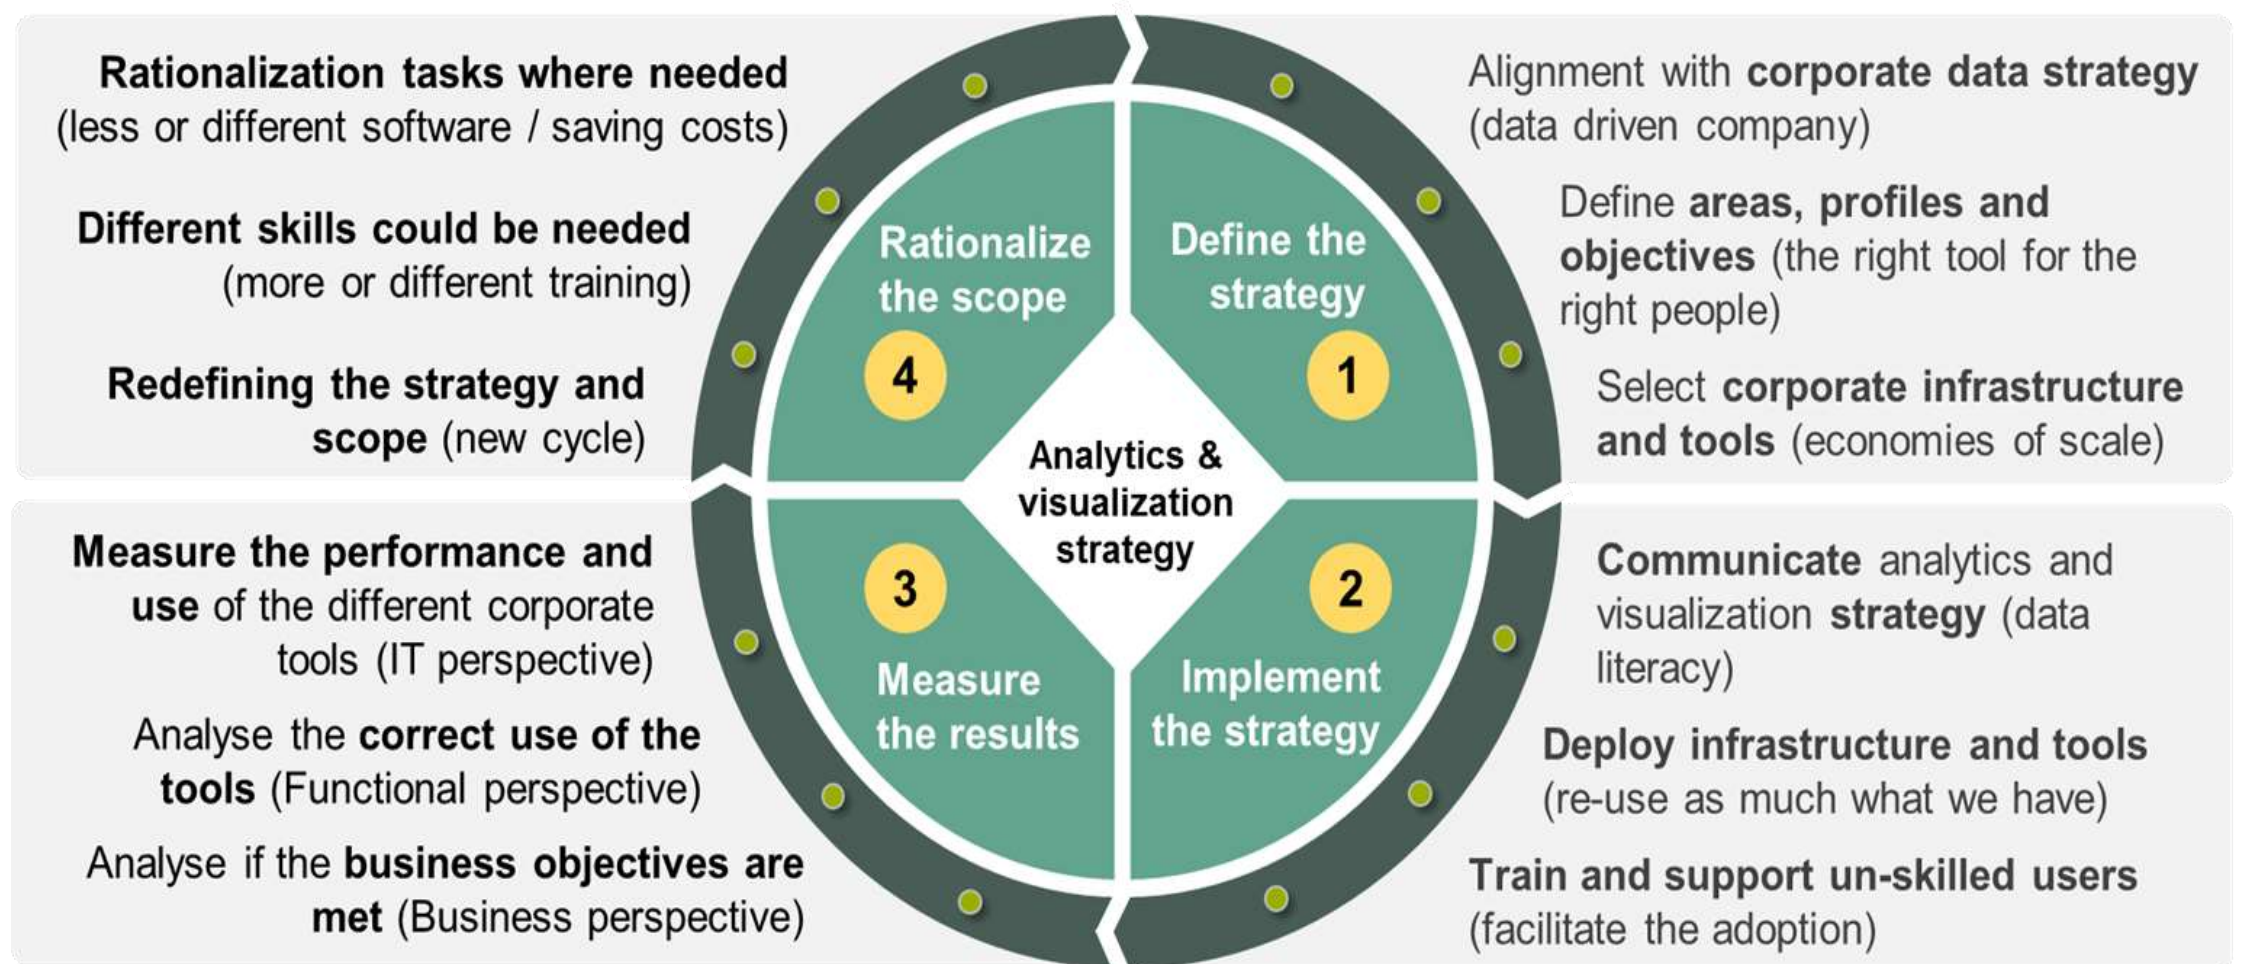 Rationalization tasks where needed
(less or different software / saving costs)
Different skills could be needed
(more or different training)
Redefining the strategy and
scope (new cycle)
Alignment with corporate data strategy
(data driven company)
Define areas, profiles and
objectives (the right tool for the
right people)
Select corporate infrastructure
and tools (economies of scale)
Rationalize
the scope
4
Define the
strategy
1
Analytics &
visualization
strategy
3
Measure
the results
2
Implement
the strategy
Measure the performance and
use of the different corporate
tools (IT perspective)
Analyse the correct use of the
tools (Functional perspective)
Analyse if the business objectives are
met (Business perspective)
Communicate analytics and
visualization strategy (data
literacy)
Deploy infrastructure and tools
(re-use as much what we have)
Train and support un-skilled users
(facilitate the adoption)